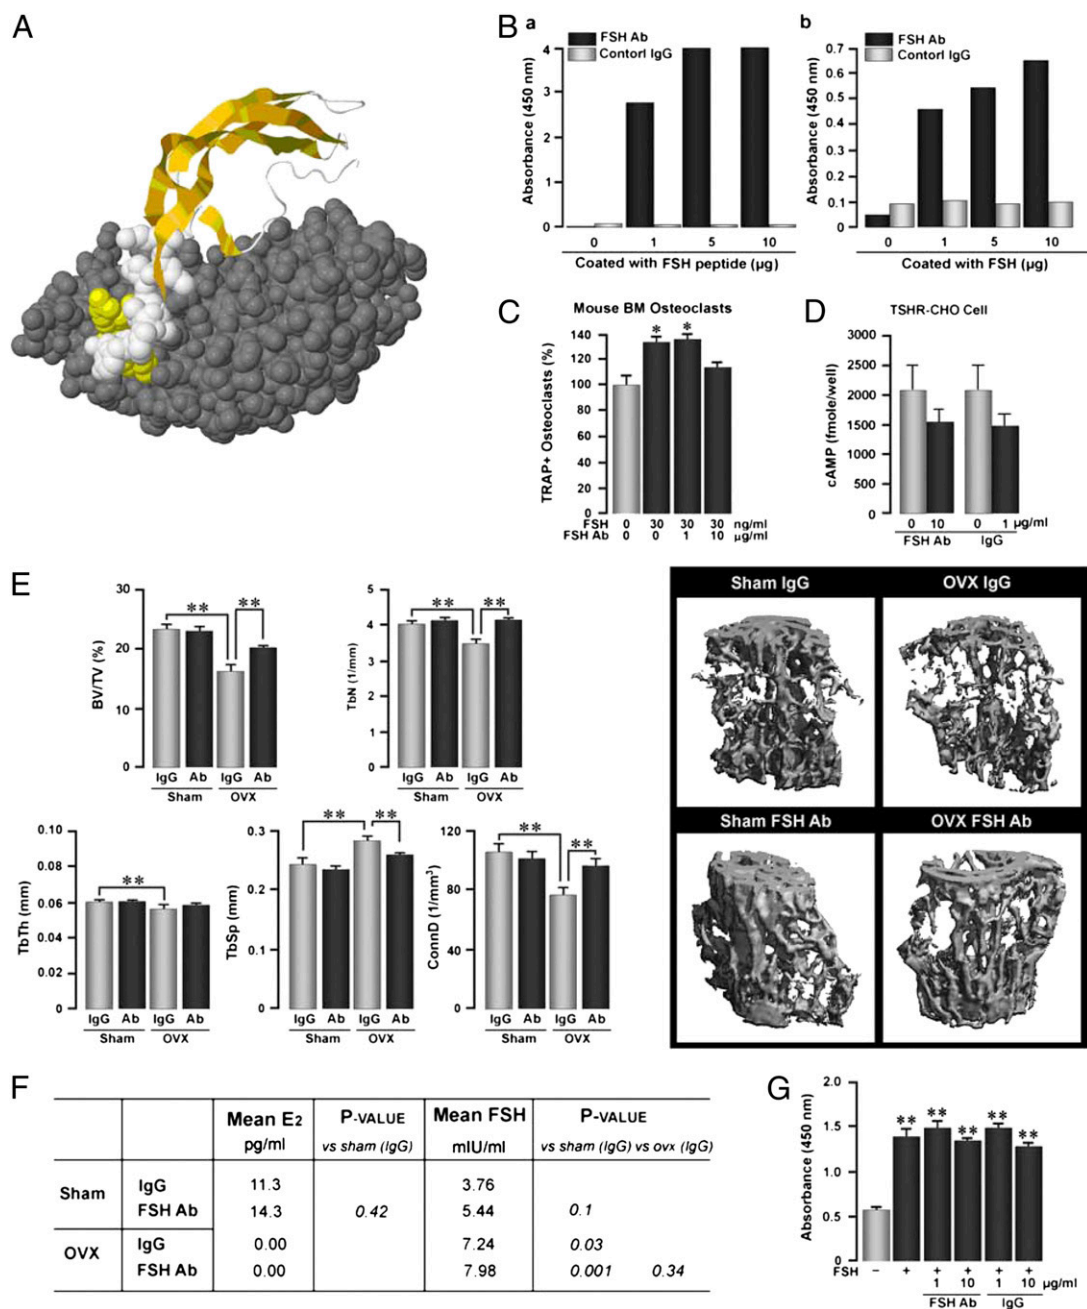 A
B
a
FSH Ab
Contorl IgG
Absorbance (450 nm)
4
3
2
1
0
0 1 5 10
Coated with FSH peptide (µg)
b
FSH Ab
Contorl IgG
Absorbance (450 nm)
0.7
0.6
0.5
0.4
0.3
0.2
0.1
0
0 1 5 10
Coated with FSH (µg)
C
Mouse BM Osteoclasts
TRAP+ Osteoclasts (%)
140
120
100
80
60
40
20
0
* *
FSH 0 30 30 30 ng/ml
FSH Ab 0 0 1 10 µg/ml
D
TSHR-CHO Cell
cAMP (fmole/well)
3000
2500
2000
1500
1000
500
0
0 10 0 1 µg/ml
FSH Ab IgG
E
BV/TV (%)
30
20
10
0
** **
IgG Ab IgG Ab
Sham OVX
TbN (1/mm)
5
4
3
2
1
0
** **
IgG Ab IgG Ab
Sham OVX
TbTh (mm)
0.10
0.08
0.06
0.04
0.02
0
**
IgG Ab IgG Ab
Sham OVX
TbSp (mm)
0.3
0.2
0.1
0
** **
IgG Ab IgG Ab
Sham OVX
ConnD (1/mm³)
120
80
40
0
** **
IgG Ab IgG Ab
Sham OVX
Sham IgG OVX IgG
Sham FSH Ab OVX FSH Ab
F
Mean E2 P-VALUE Mean FSH P-VALUE
pg/ml vs sham (IgG) mIU/ml vs sham (IgG) vs ovx (IgG)
Sham IgG 11.3 3.76
FSH Ab 14.3 0.42 5.44 0.1
OVX IgG 0.00 7.24 0.03
FSH Ab 0.00 7.98 0.001 0.34
G
Absorbance (450 nm)
2.0
1.5
1.0
0.5
0
** ** ** ** **
FSH − + + + + +
1 10 1 10 µg/ml
FSH Ab IgG